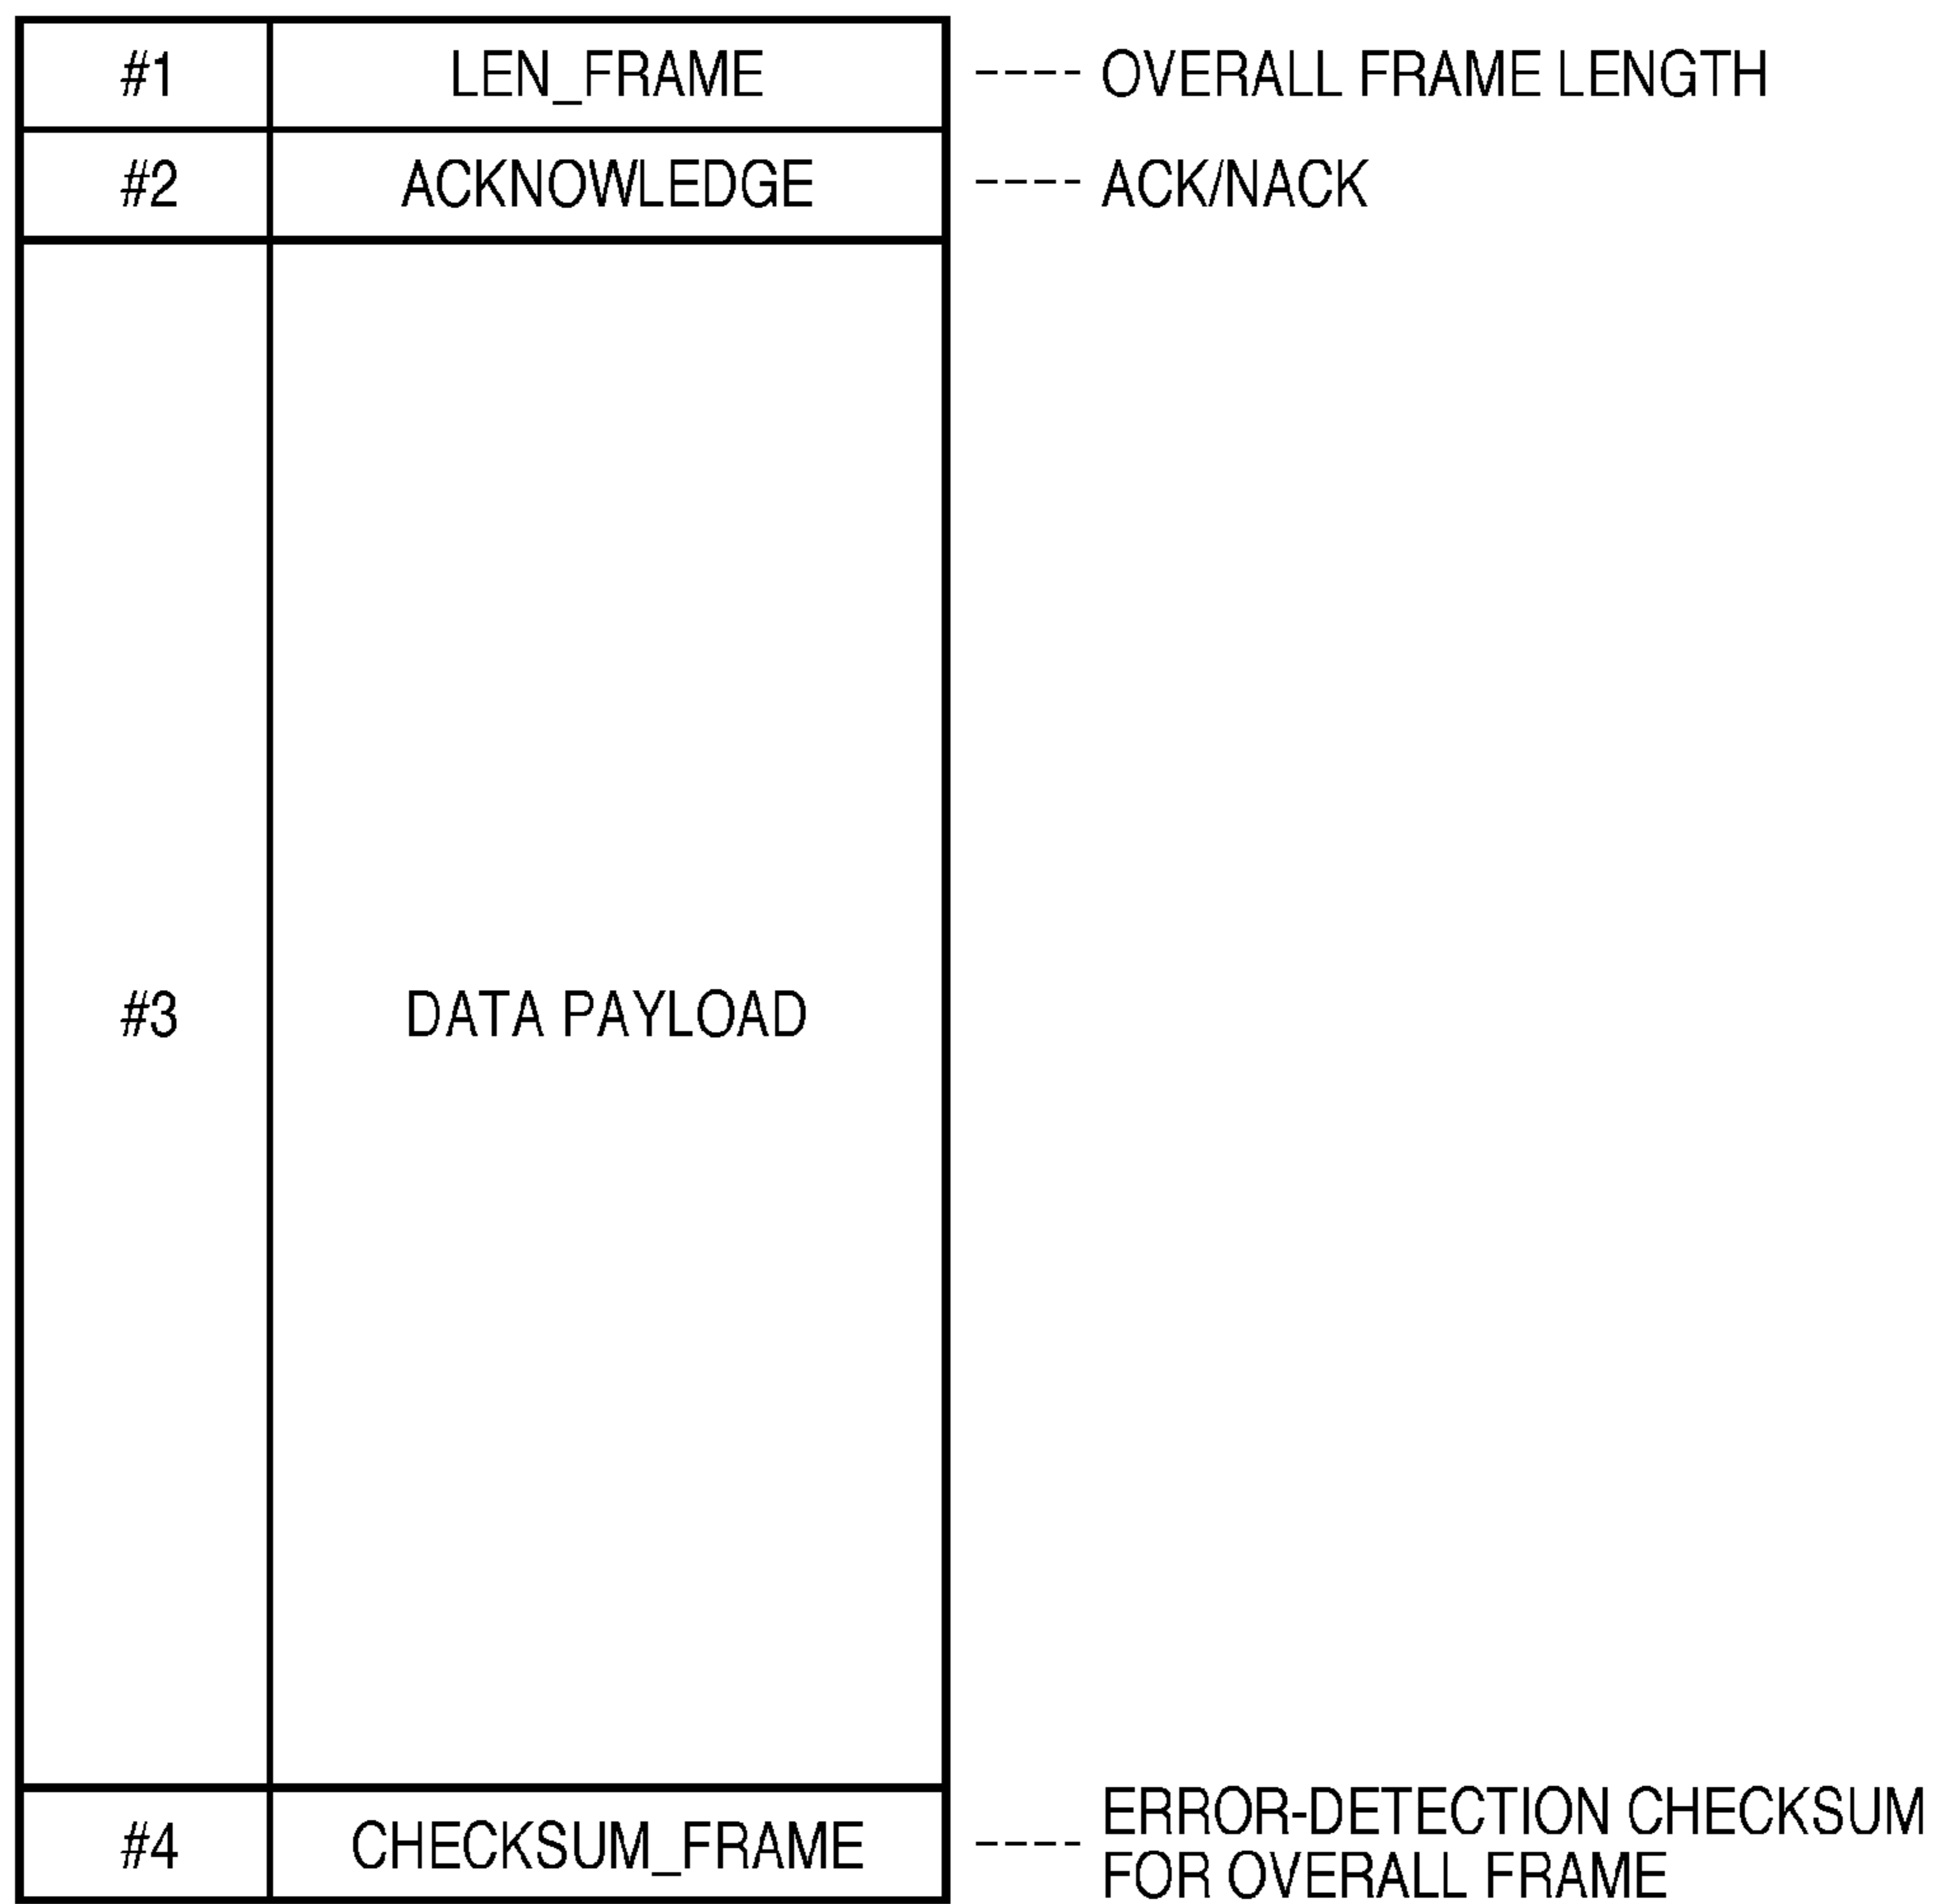 #1 LEN_FRAME ---- OVERALL FRAME LENGTH
#2 ACKNOWLEDGE ---- ACK/NACK
#3 DATA PAYLOAD
#4 CHECKSUM_FRAME ---- ERROR-DETECTION CHECKSUM
FOR OVERALL FRAME